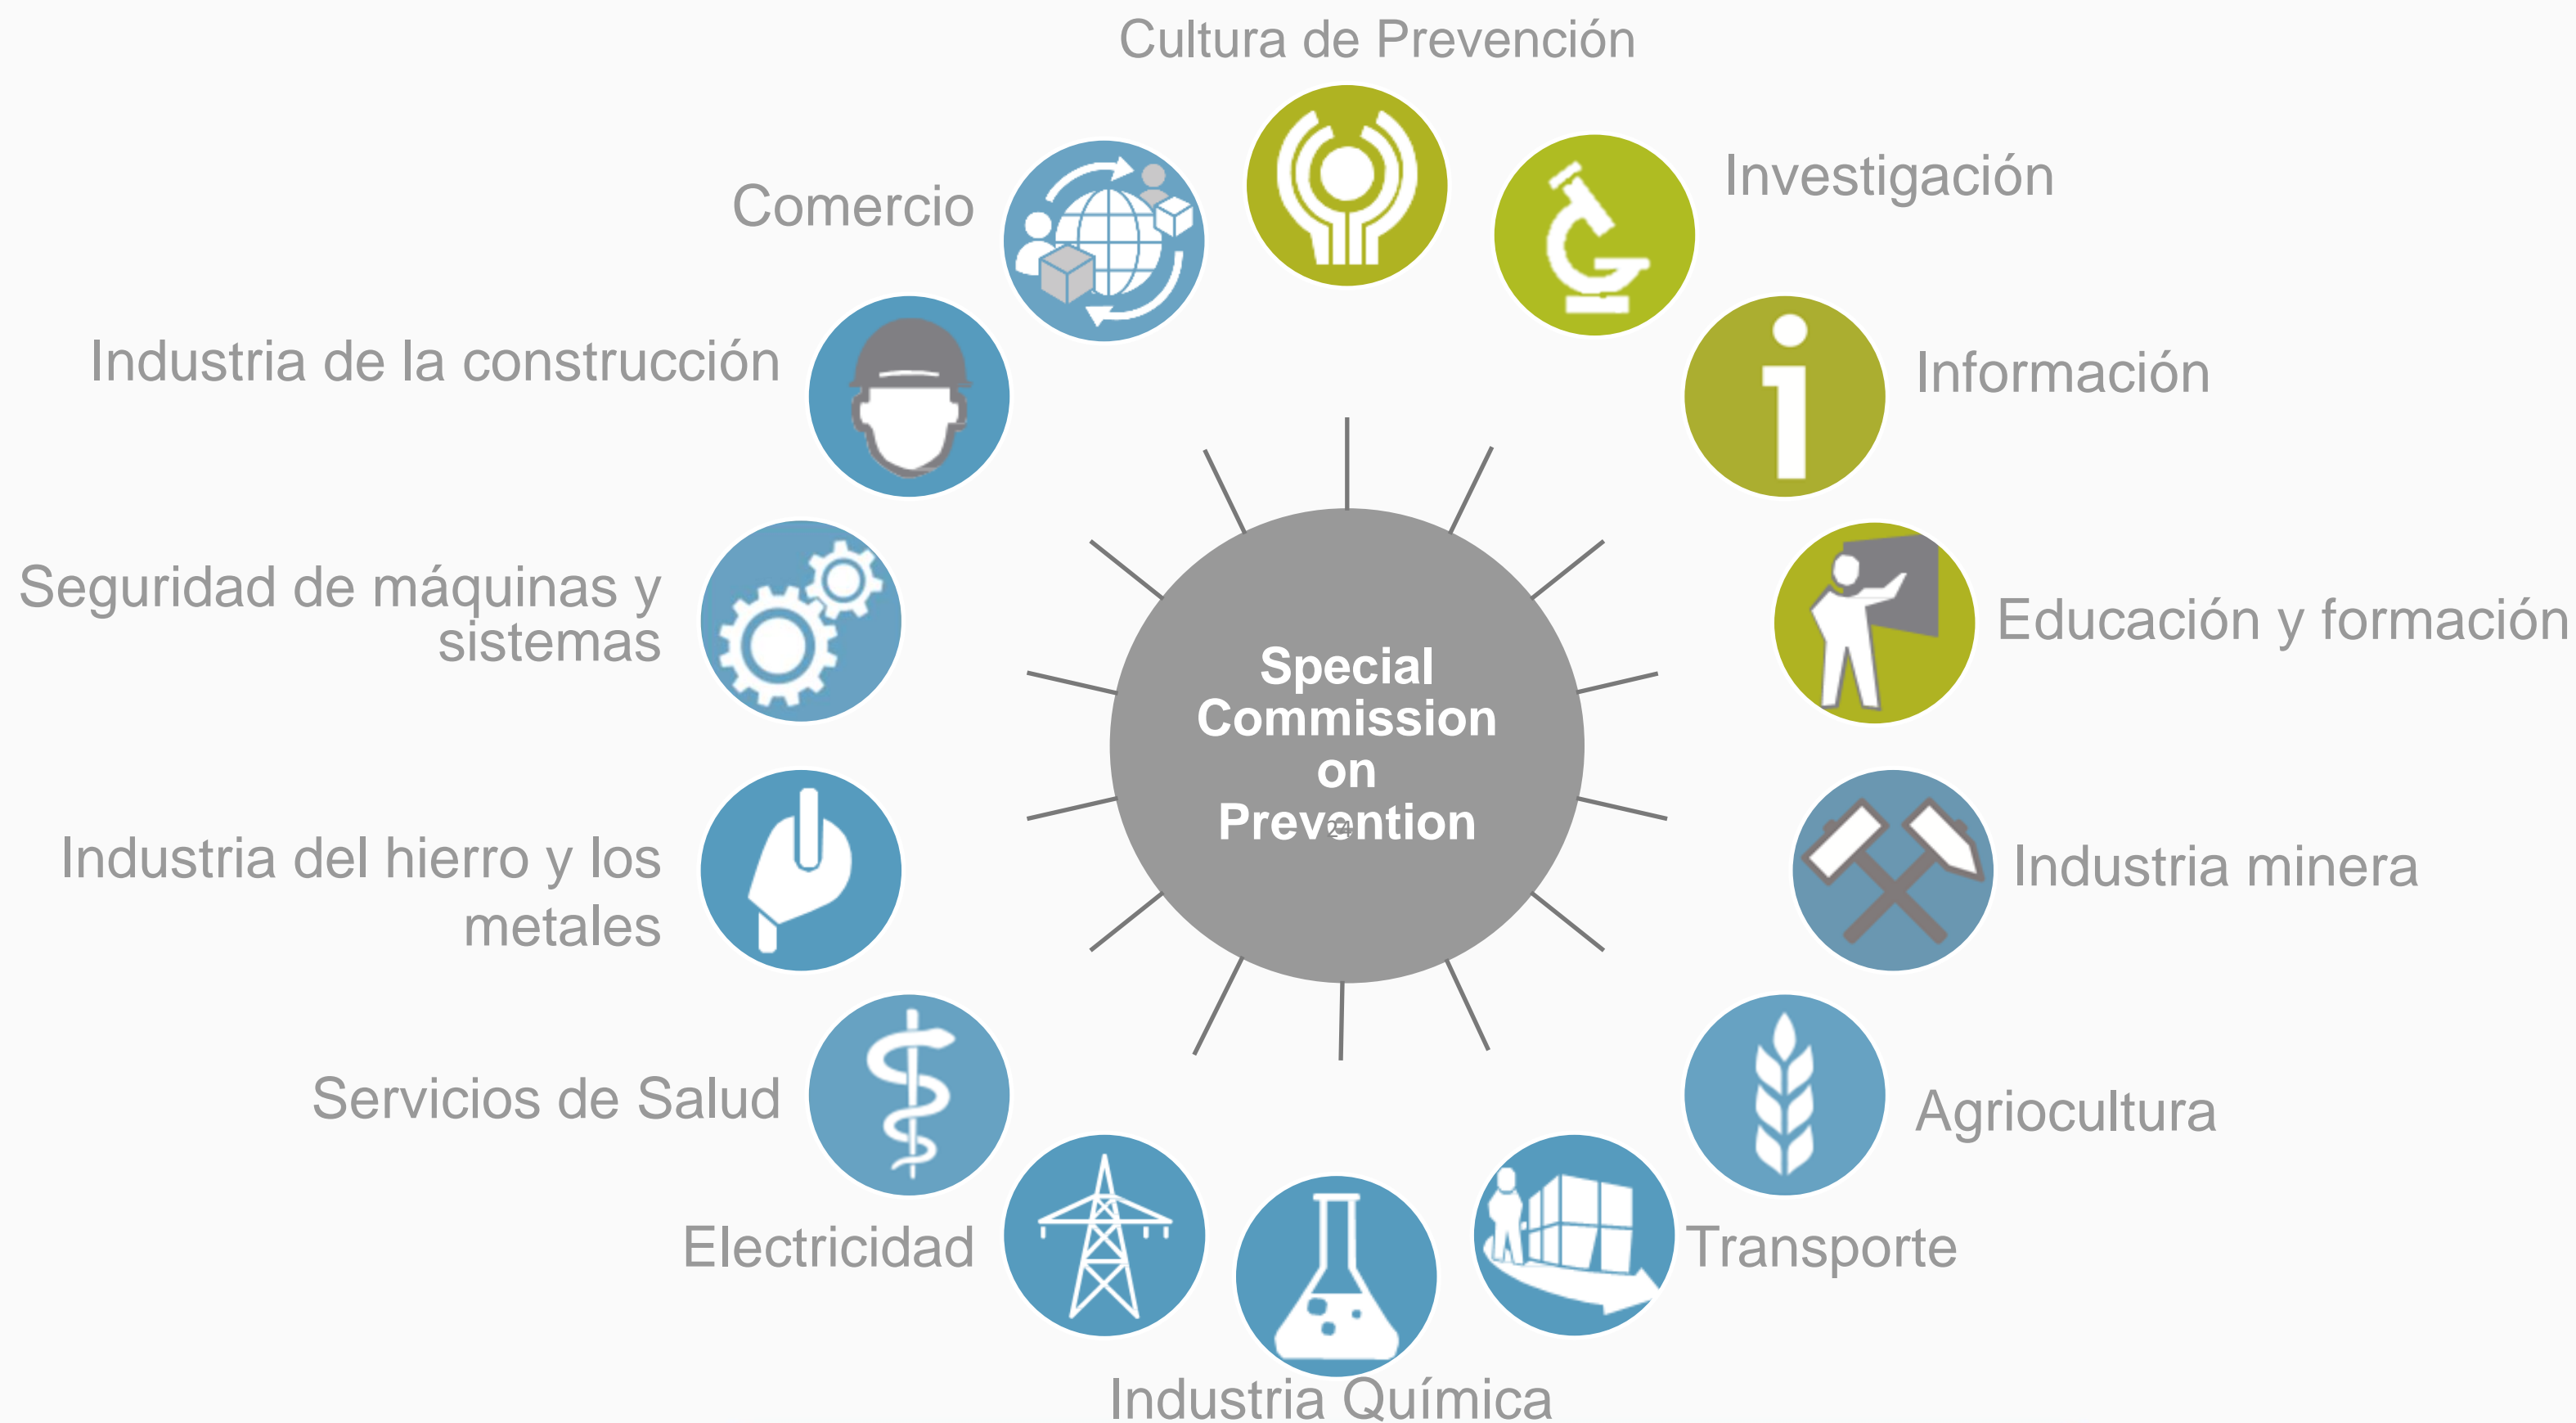 Cultura de Prevención
Investigación
Comercio
Industria de la construcción
Información
Seguridad de máquinas y
sistemas
Educación y formación
Special
Commission
on
Prevention
24
Industria del hierro y los
metales
Industria minera
Servicios de Salud
Agriocultura
Electricidad
Transporte
Industria Química